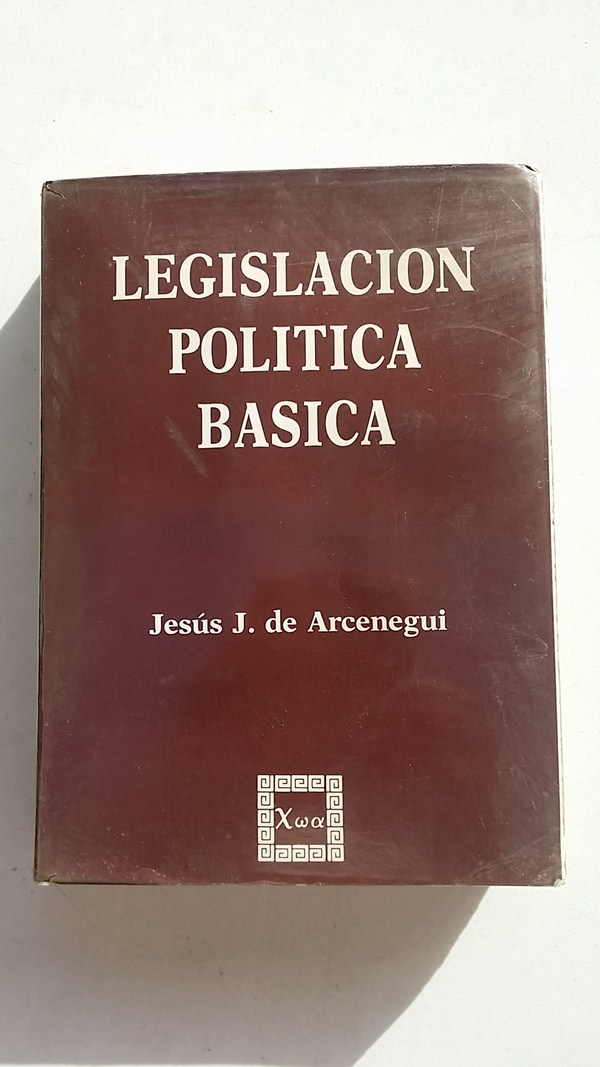 LEGISLACION
POLITICA
BASICA
Jesús J. de Arcenegui
Χωα